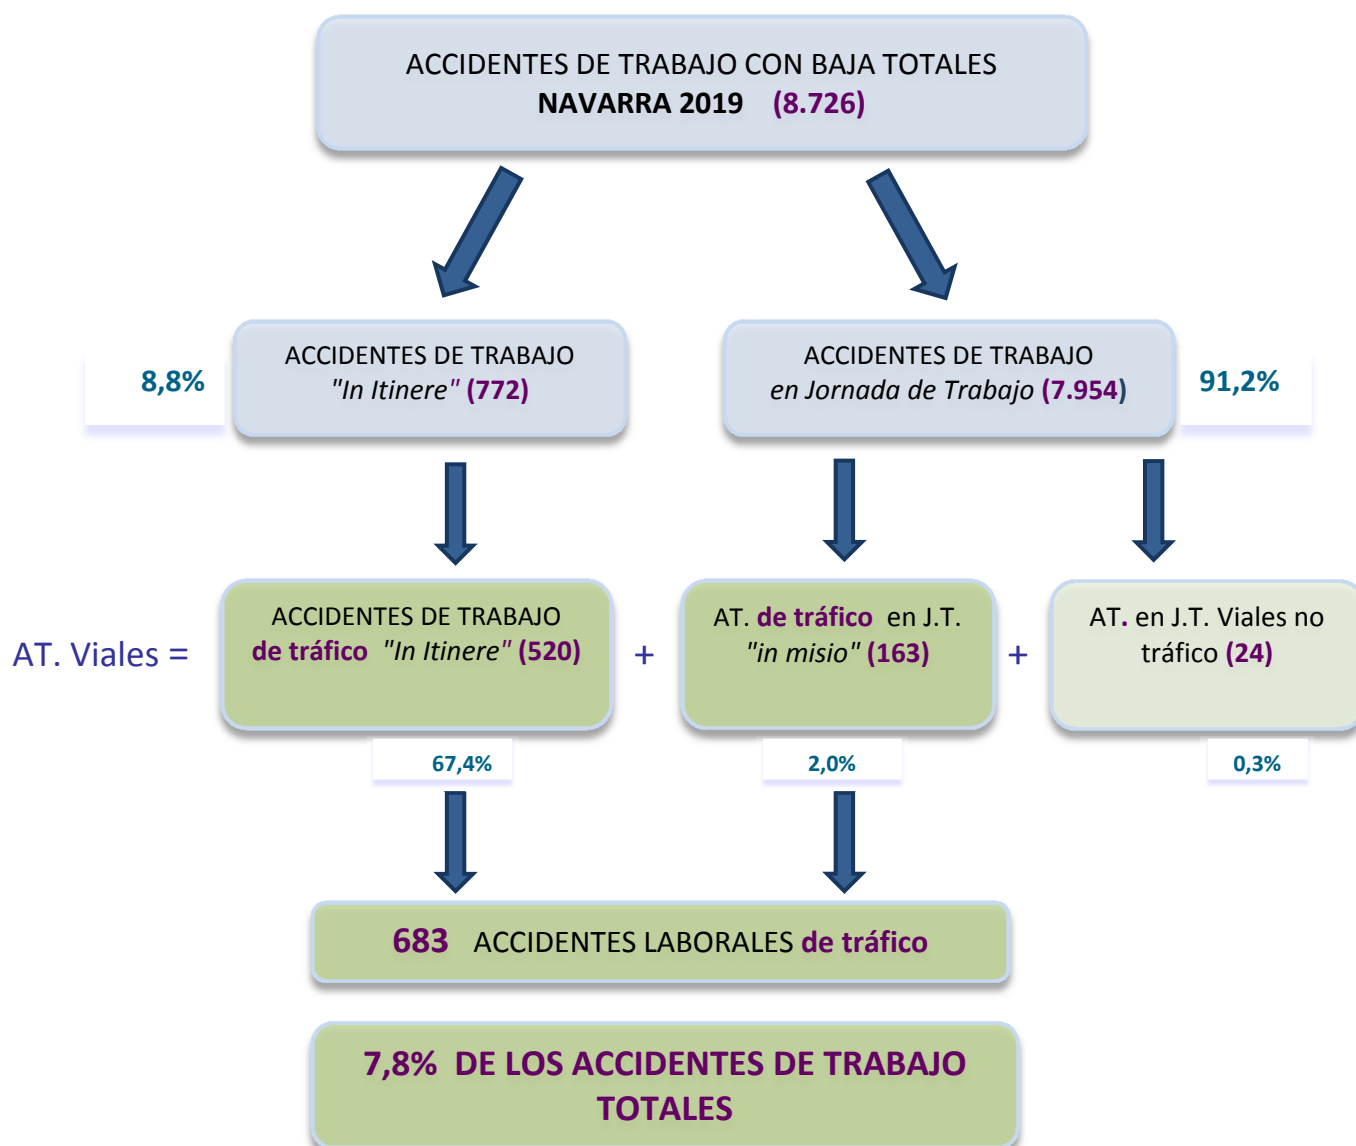 ACCIDENTES DE TRABAJO CON BAJA TOTALES
NAVARRA 2019 (8.726)
8,8%
ACCIDENTES DE TRABAJO
"In Itinere" (772)
ACCIDENTES DE TRABAJO
en Jornada de Trabajo (7.954)
91,2%
AT. Viales =
ACCIDENTES DE TRABAJO
de tráfico "In Itinere" (520)
+
AT. de tráfico en J.T.
"in misio" (163)
+
AT. en J.T. Viales no
tráfico (24)
67,4%
2,0%
0,3%
683 ACCIDENTES LABORALES de tráfico
7,8% DE LOS ACCIDENTES DE TRABAJO
TOTALES